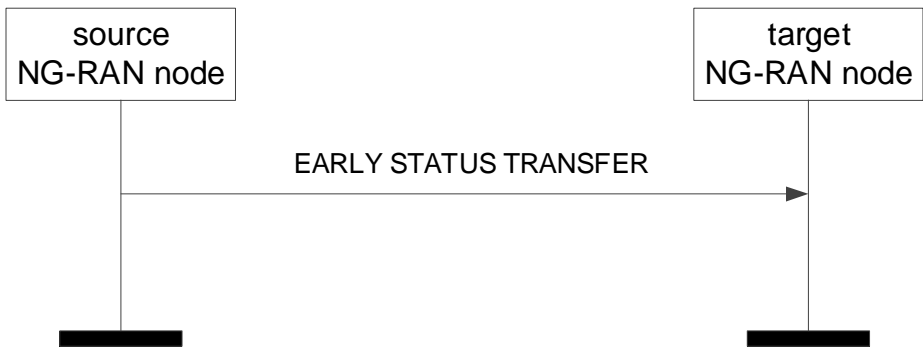 source
NG-RAN node
target
NG-RAN node
EARLY STATUS TRANSFER